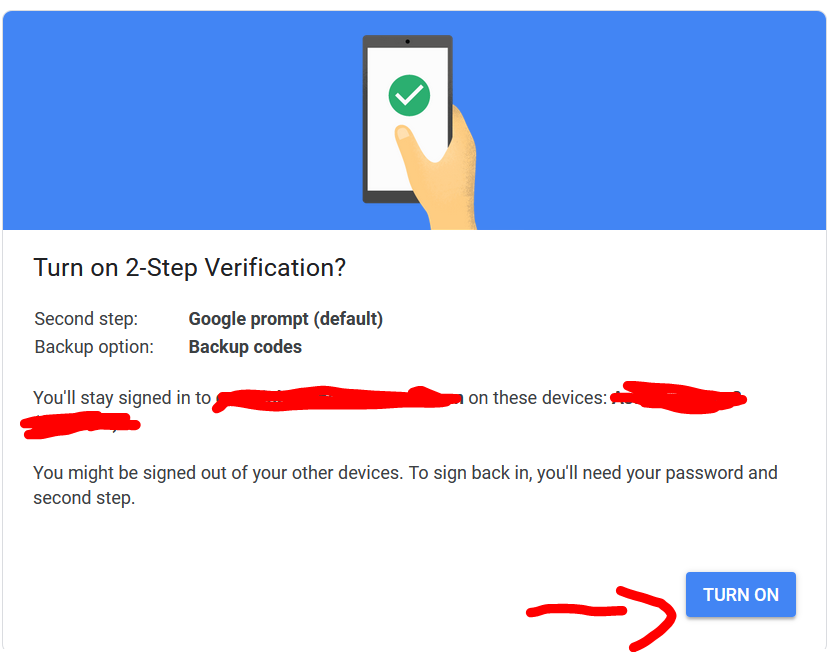 Turn on 2-Step Verification?
Second step: Google prompt (default)
Backup option: Backup codes
You'll stay signed in to on these devices:
You might be signed out of your other devices. To sign back in, you'll need your password and
second step.
TURN ON